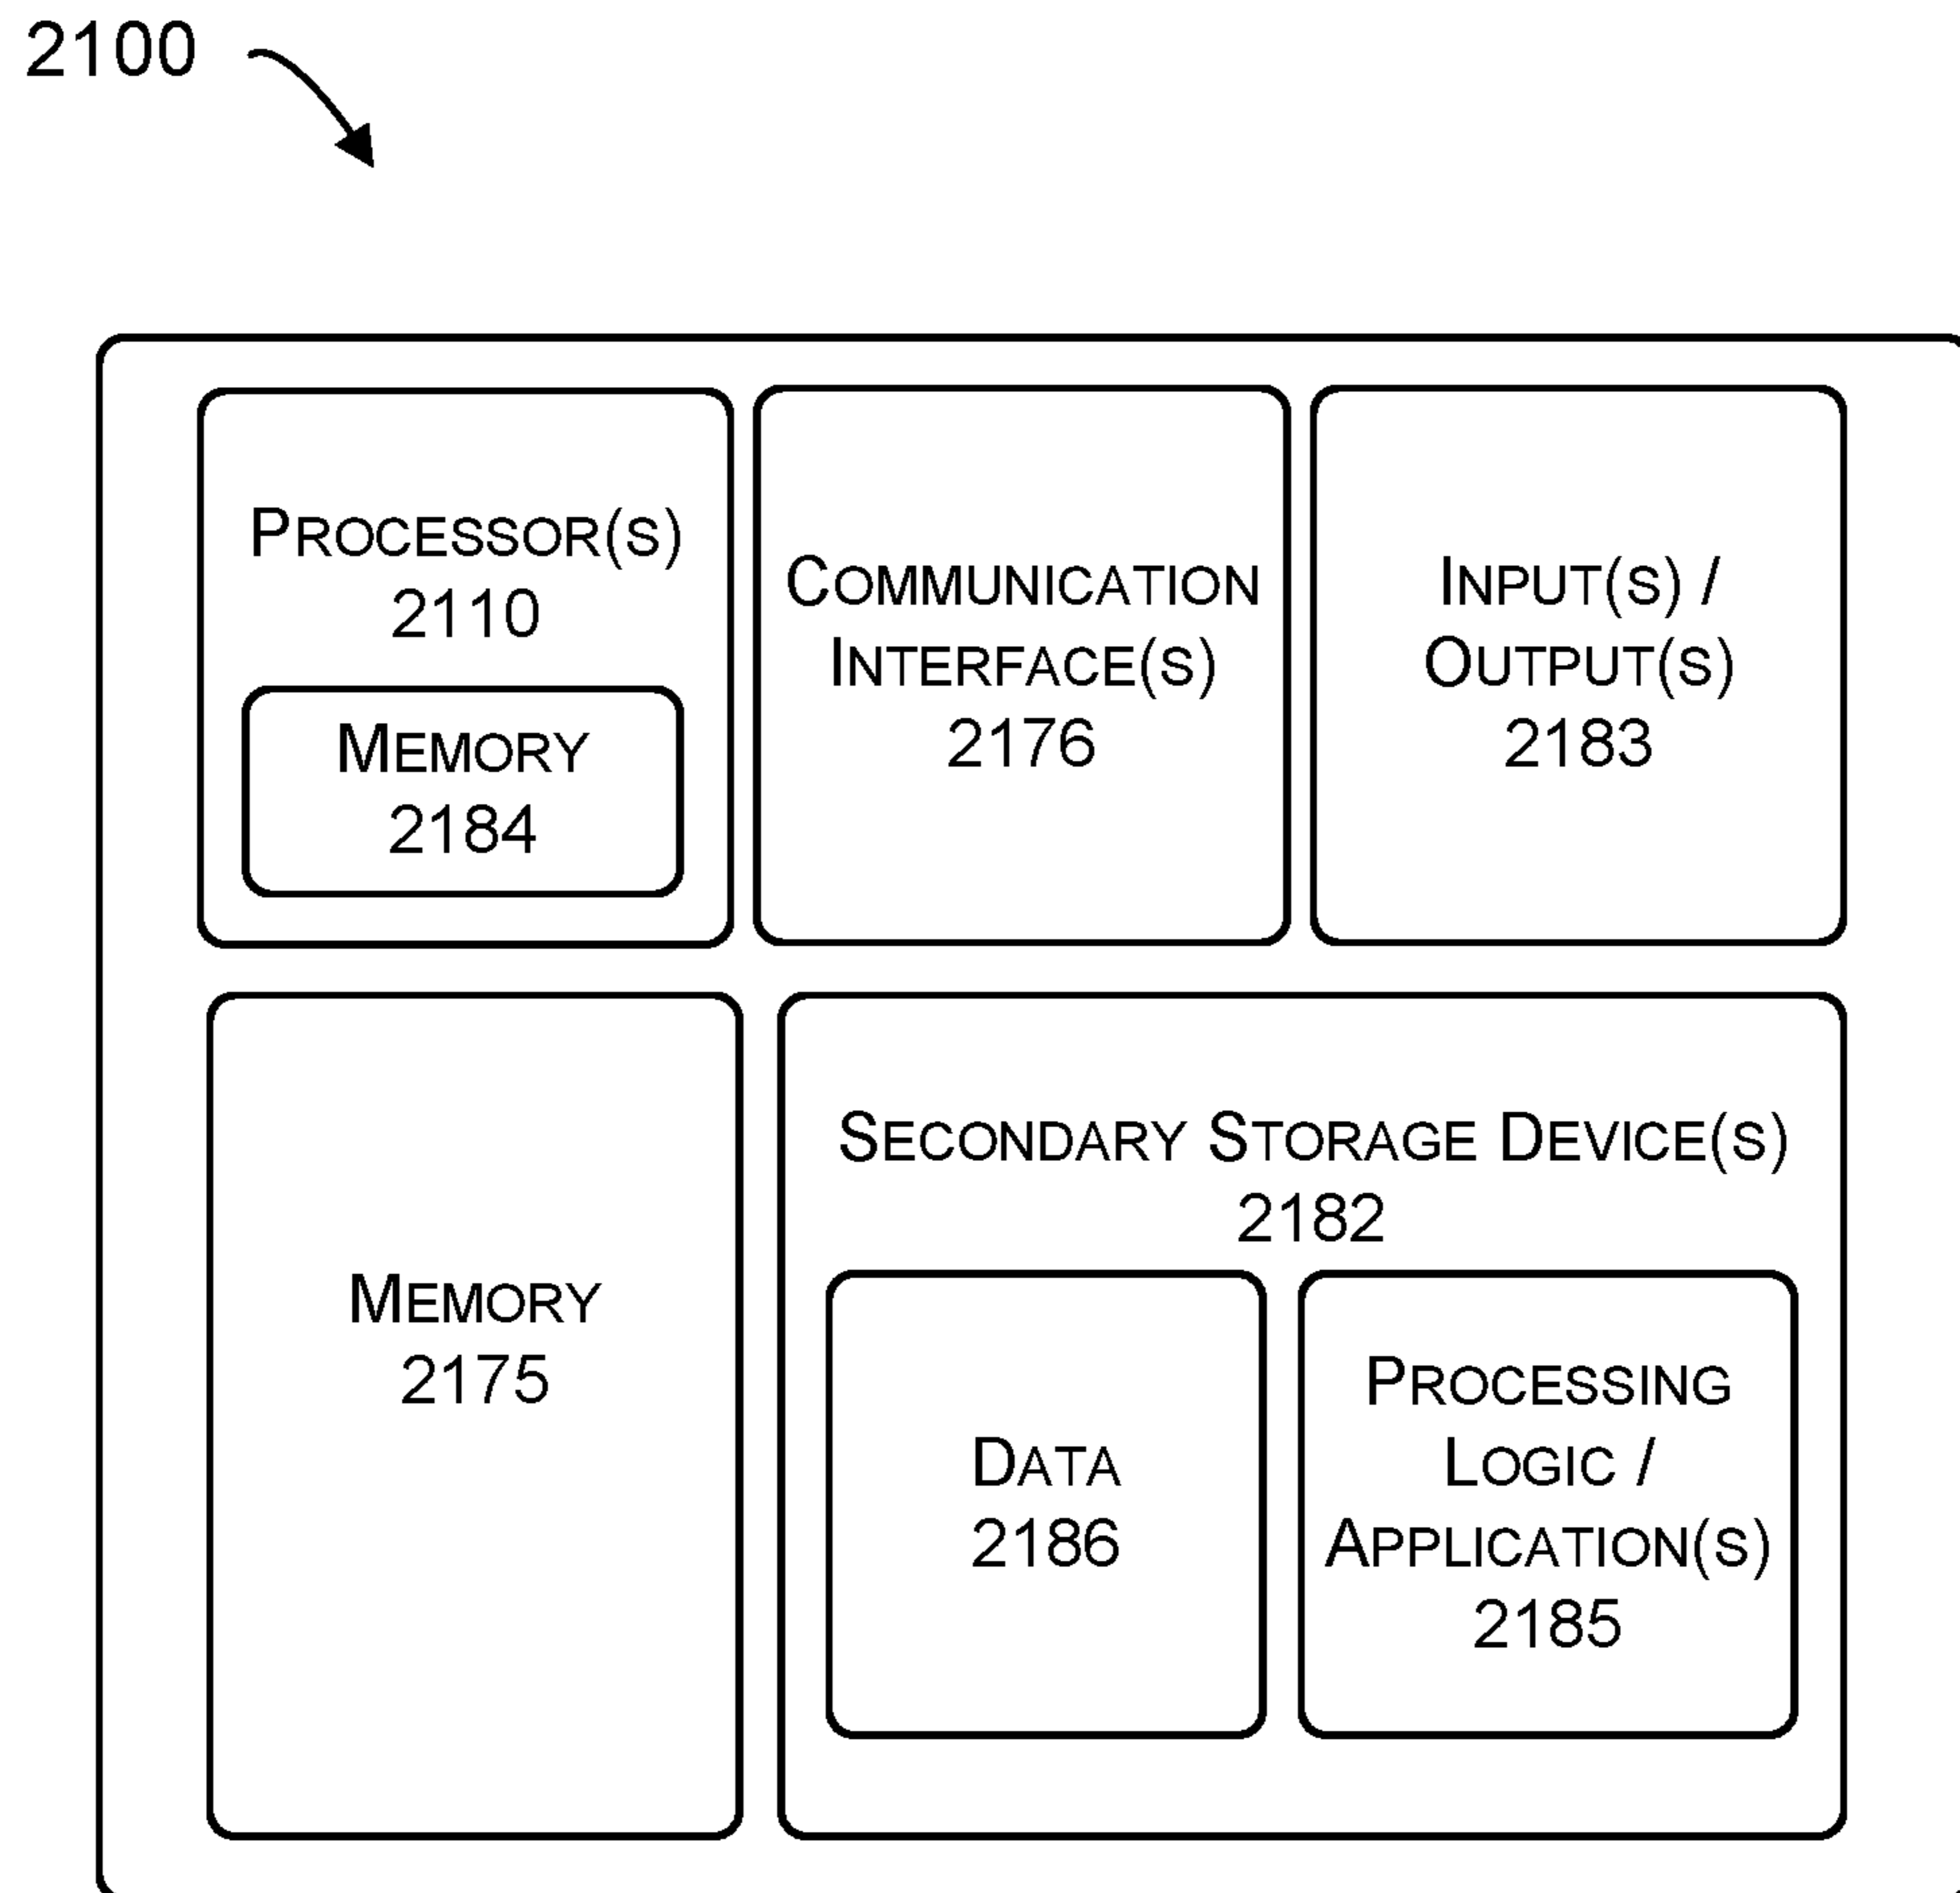 2100
PROCESSOR(S)
2110
MEMORY
2184
COMMUNICATION
INTERFACE(S)
2176
INPUT(S) /
OUTPUT(S)
2183
MEMORY
2175
SECONDARY STORAGE DEVICE(S)
2182
DATA
2186
PROCESSING
LOGIC /
APPLICATION(S)
2185